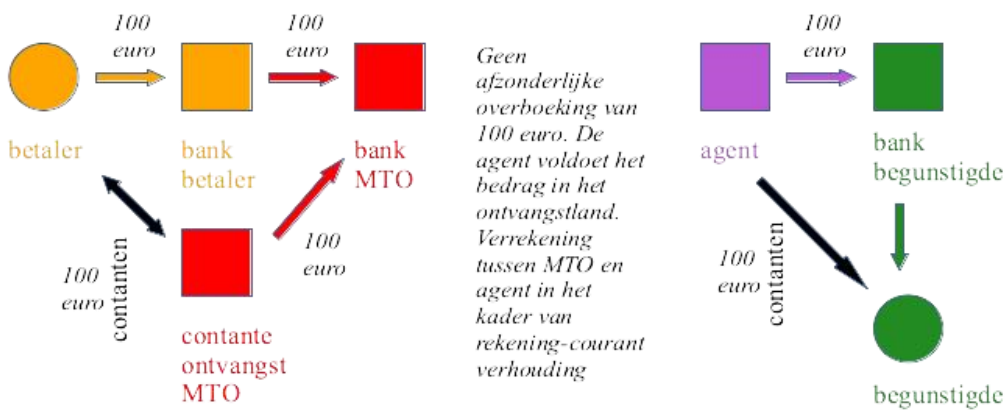 100
euro
100
euro
betaler
bank
betaler
bank
MTO
100
euro
contanten
100
euro
contante
ontvangst
MTO
Geen
afzonderlijke
overboeking van
100 euro. De
agent voldoet het
bedrag in het
ontvangstland.
Verrekening
tussen MTO en
agent in het
kader van
rekening-courant
verhouding
100
euro
agent
bank
begunstigde
100
euro
contanten
begunstigde